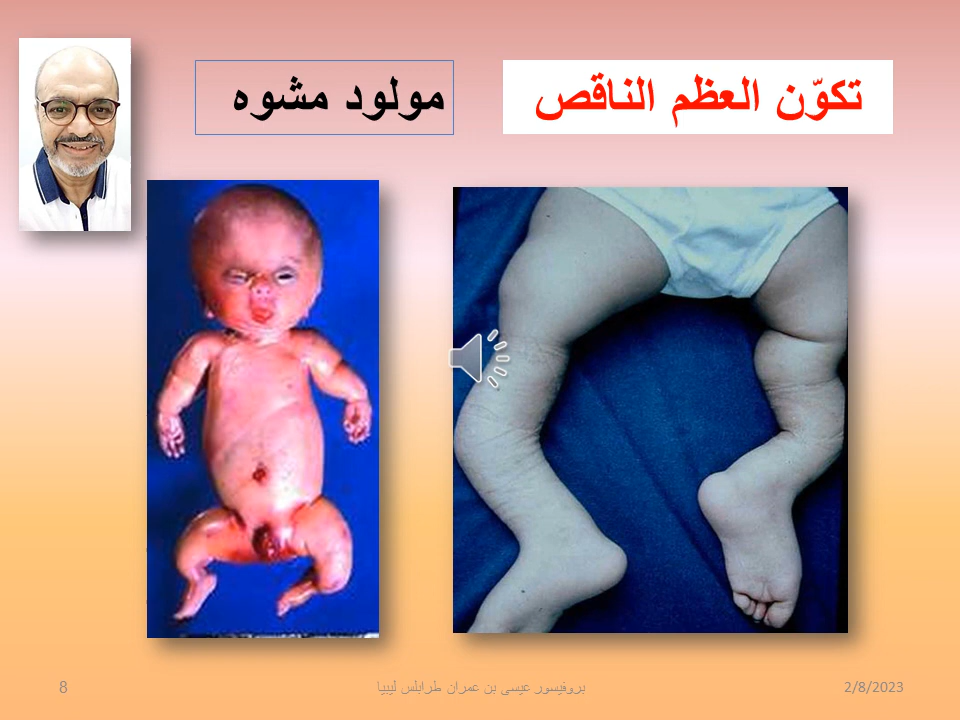 تكوّن العظم الناقص
مولود مشوه
8
بروفيسور عيسى بن عمران طرابلس ليبيا
2/8/2023